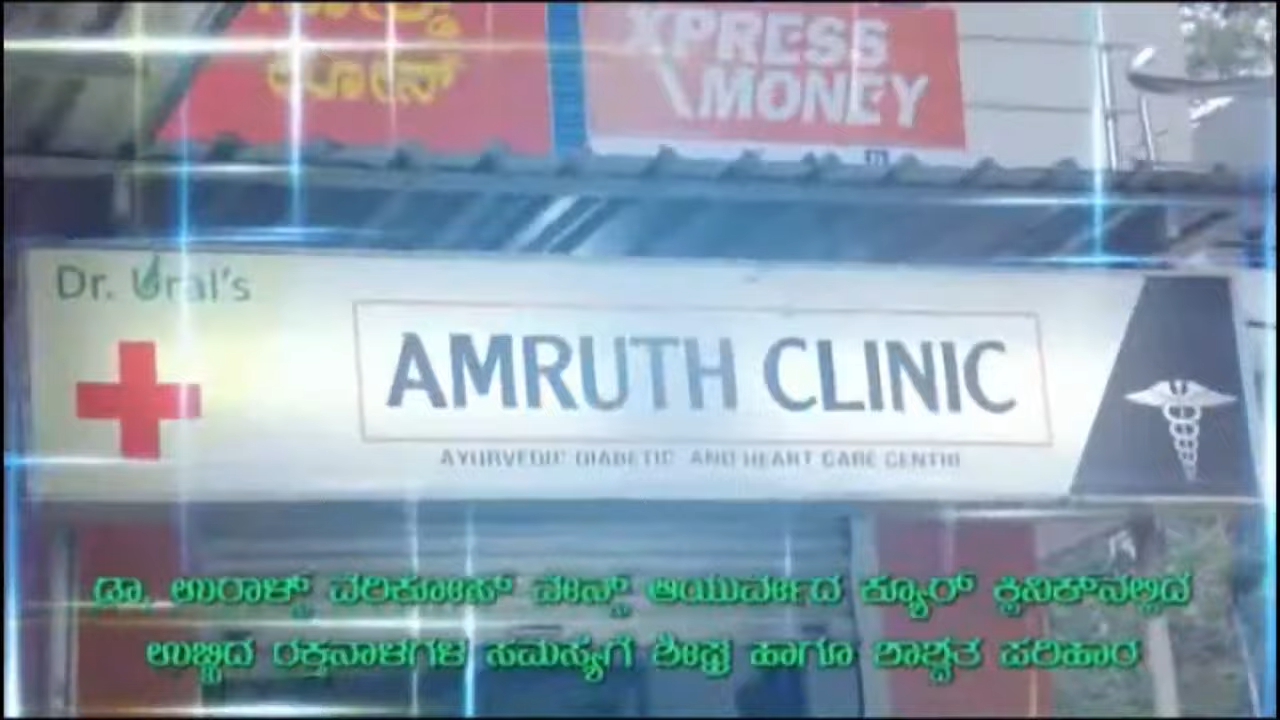 ಗೋಲ್ಡ್
ಲೋನ್
XPRESS
MONEY
Dr. Ural's
AMRUTH CLINIC
AYURVEDIC DIABETIC AND HEART CARE CENTRE
ಡಾ. ಉರಾಳ್ಸ್ ವೆರಿಕೋಸ್ ವೇನ್ಸ್ ಆಯುರ್ವೇದ ಕ್ಯೂರ್ ಕ್ಲಿನಿಕ್‌ನಲ್ಲಿದೆ
ಉಬ್ಬಿದ ರಕ್ತನಾಳಗಳ ಸಮಸ್ಯೆಗೆ ಶೀಘ್ರ ಹಾಗೂ ಶಾಶ್ವತ ಪರಿಹಾರ